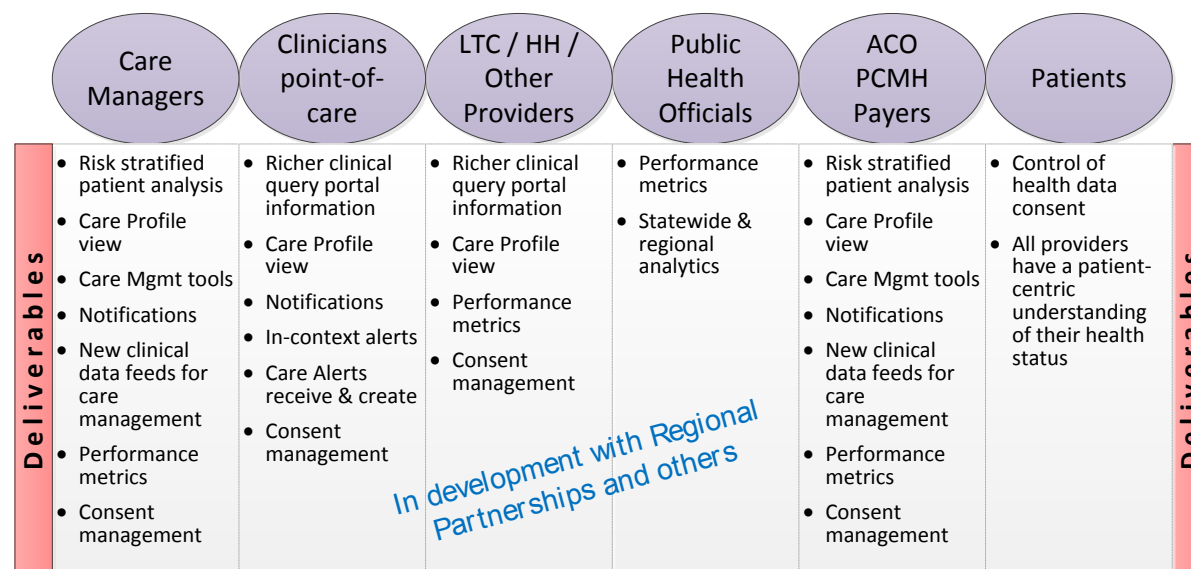 Care
Managers
Clinicians
point-of-
care
LTC / HH /
Other
Providers
Public
Health
Officials
ACO
PCMH
Payers
Patients
Deliverables
• Risk stratified
patient analysis
• Care Profile
view
• Care Mgmt tools
• Notifications
• New clinical
data feeds for
care
management
• Performance
metrics
• Consent
management
• Richer clinical
query portal
information
• Care Profile
view
• Notifications
• In-context alerts
• Care Alerts
receive & create
• Consent
management
• Richer clinical
query portal
information
• Care Profile
view
• Performance
metrics
• Consent
management
• Performance
metrics
• Statewide &
regional
analytics
• Risk stratified
patient analysis
• Care Profile
view
• Care Mgmt tools
• Notifications
• New clinical
data feeds for
care
management
• Performance
metrics
• Consent
management
• Control of
health data
consent
• All providers
have a patient-
centric
understanding
of their health
status
Deliverables
In development with Regional
Partnerships and others